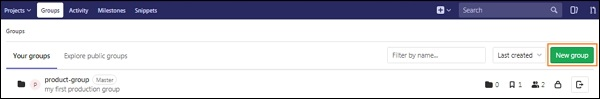 Projects Groups Activity Milestones Snippets Search
Groups
Your groups Explore public groups Filter by name... Last created New group
P product-group Master 0 1 2
my first production group